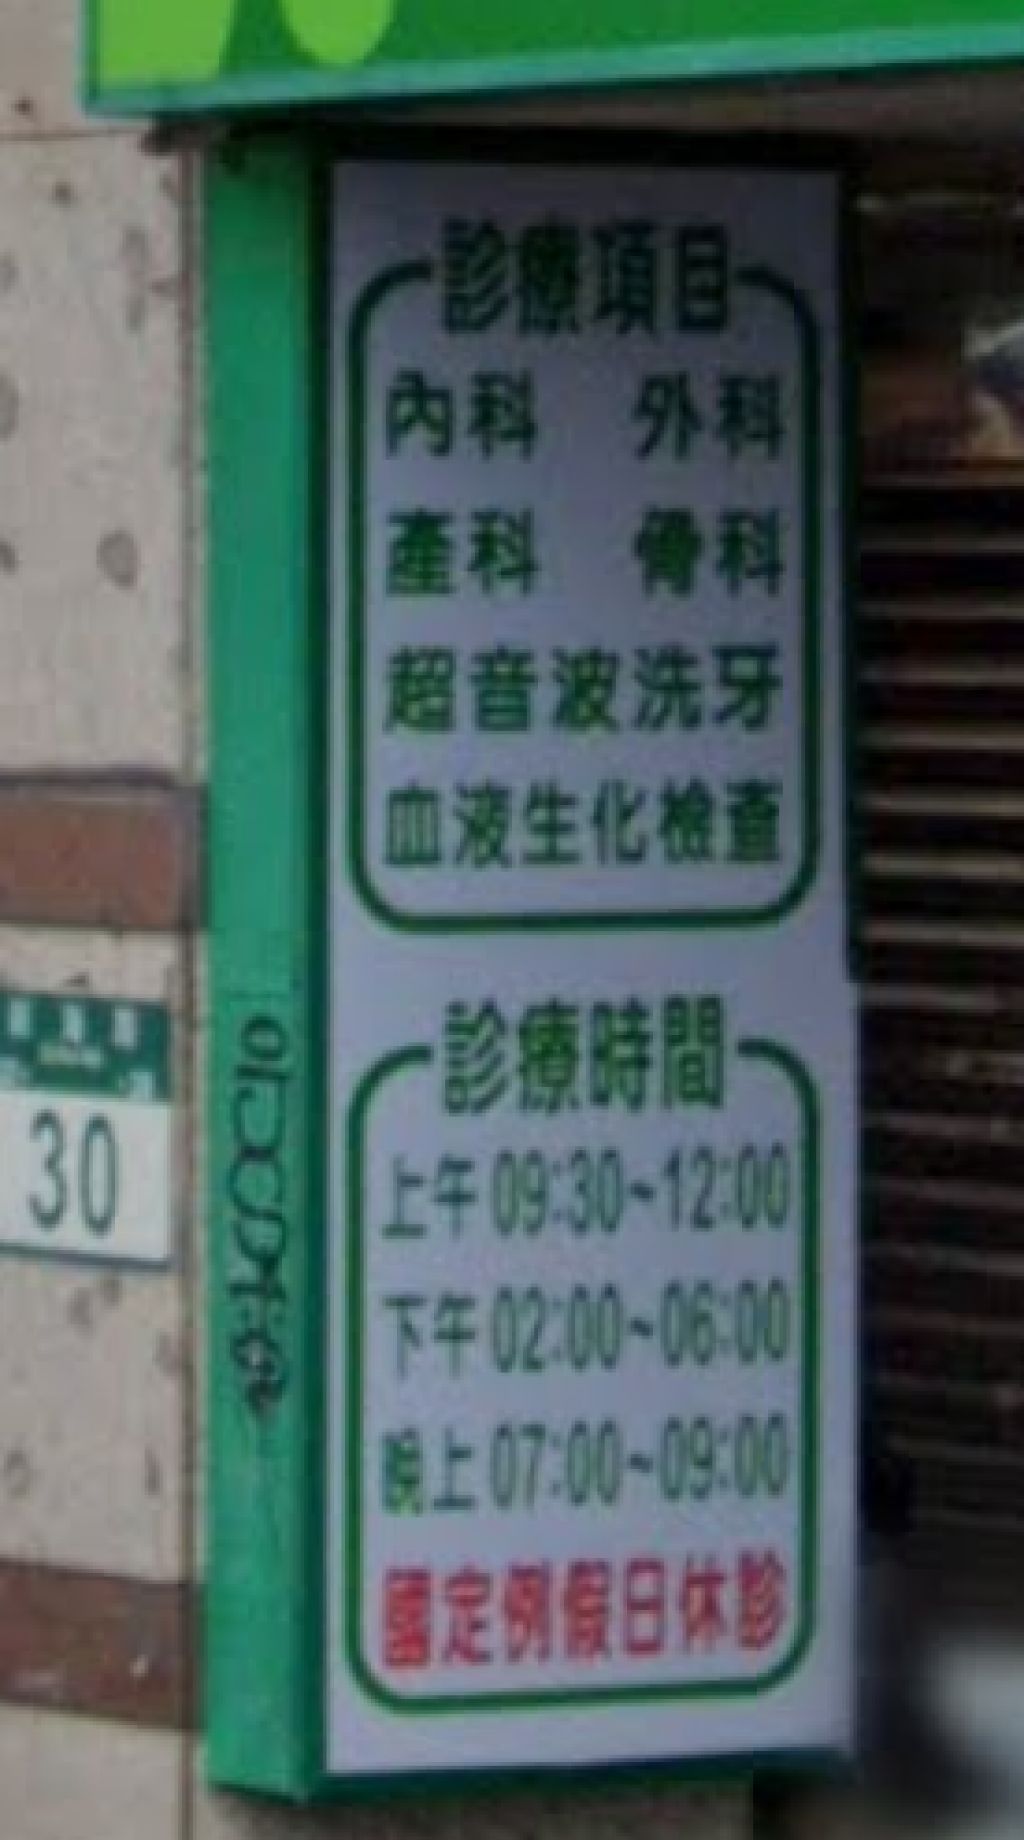 診療項目
內科 外科
產科 骨科
超音波洗牙
血液生化檢查
診療時間
上午 09:30~12:00
下午 02:00~06:00
晚上 07:00~09:00
國定例假日休診
30